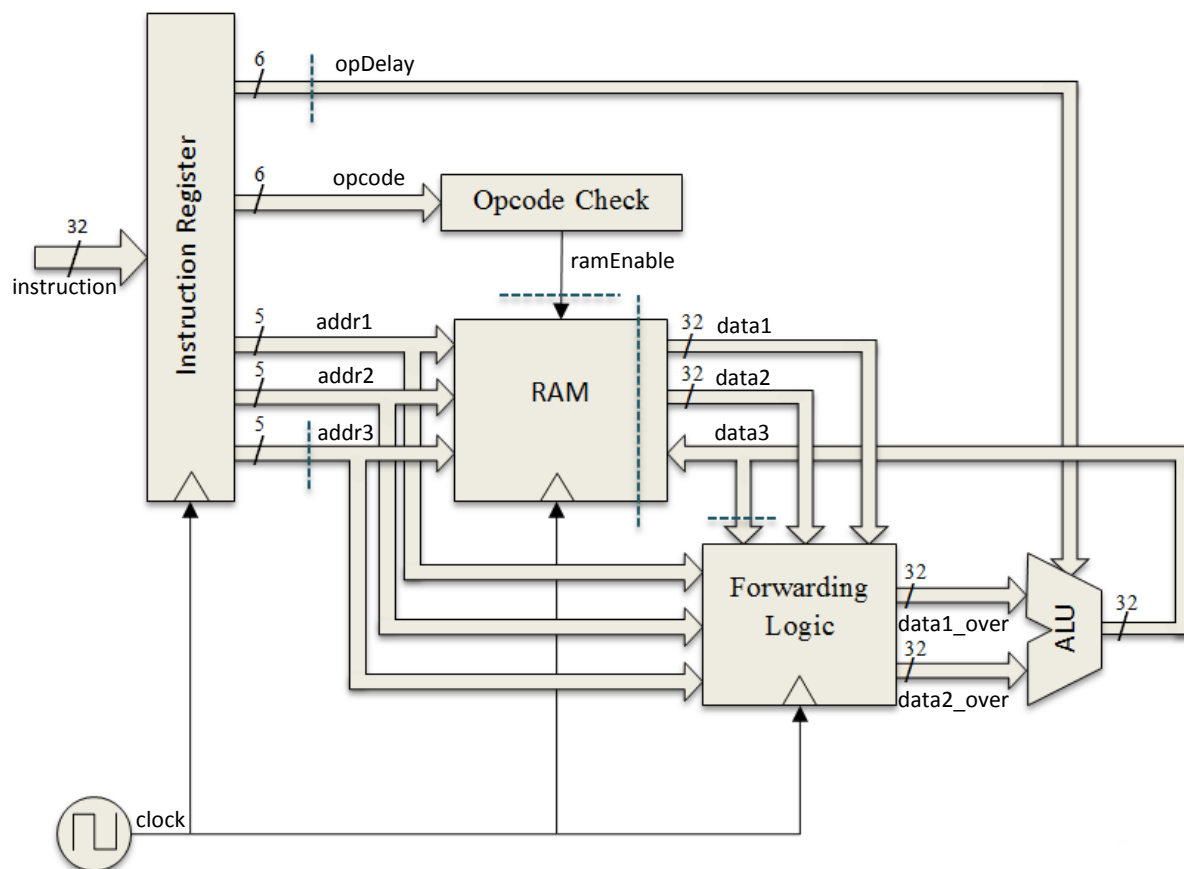 6
opDelay
6
opcode
Opcode Check
32
instruction
Instruction Register
ramEnable
5
addr1
5
addr2
5
addr3
RAM
32
data1
32
data2
data3
Forwarding
Logic
32
data1_over
32
data2_over
ALU
32
clock